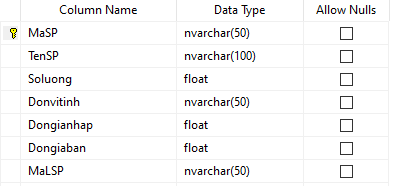 Column Name Data Type Allow Nulls
MaSP nvarchar(50)
TenSP nvarchar(100)
Soluong float
Donvitinh nvarchar(50)
Dongianhap float
Dongiaban float
MaLSP nvarchar(50)